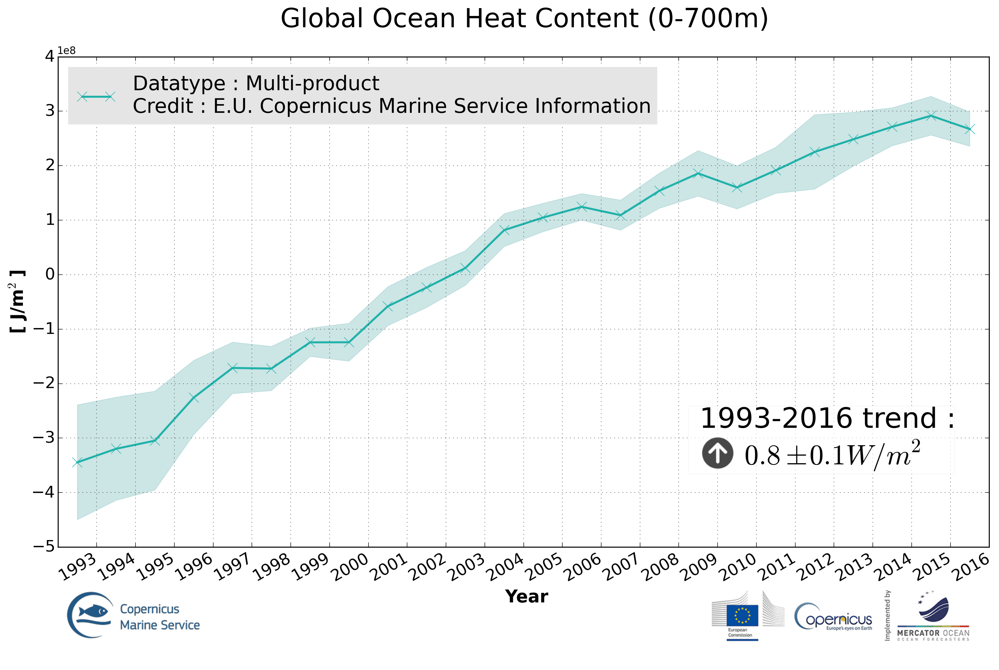 Global Ocean Heat Content (0-700m)
1e8
4
3
2
1
0
−1
−2
−3
−4
−5
[ J/m² ]
Datatype : Multi-product
Credit : E.U. Copernicus Marine Service Information
1993-2016 trend :
0.8 ±0.1W/m²
1993 1994 1995 1996 1997 1998 1999 2000 2001 2002 2003 2004 2005 2006 2007 2008 2009 2010 2011 2012 2013 2014 2015 2016
Year
Copernicus
Marine Service
European
Commission
opernicus
Europe's eyes on Earth
Implemented by
MERCATOR OCEAN
OCEAN FORECASTERS